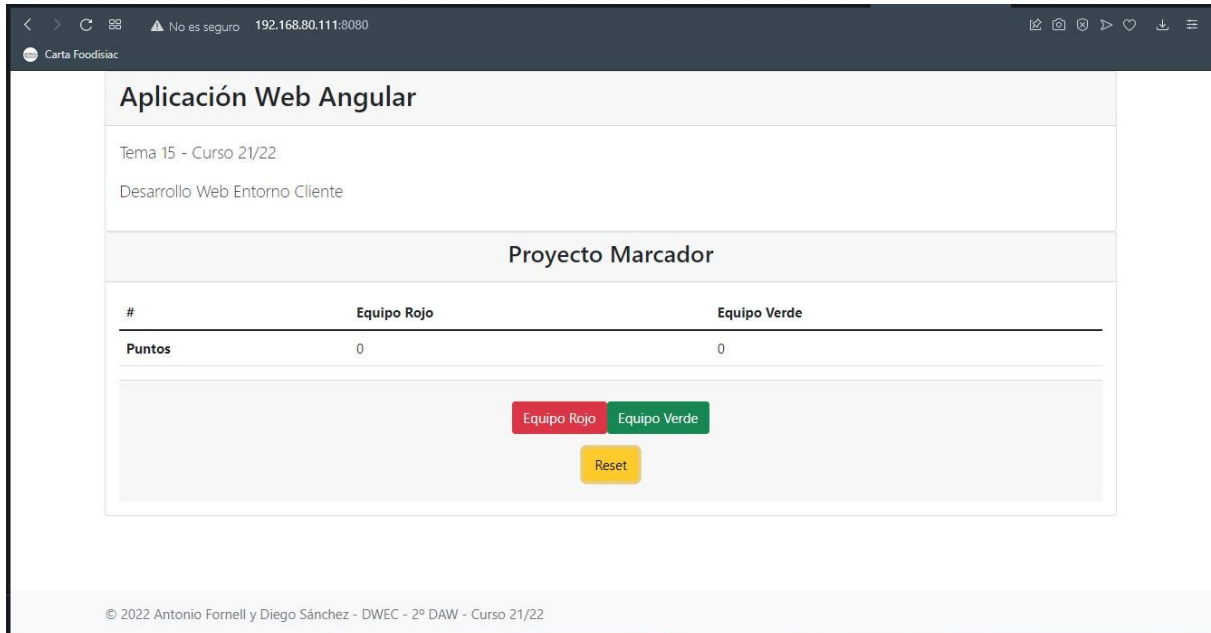 No es seguro 192.168.80.111:8080
Carta Foodisiac
Aplicación Web Angular
Tema 15 - Curso 21/22
Desarrollo Web Entorno Cliente
Proyecto Marcador
# Equipo Rojo Equipo Verde
Puntos 0 0
Equipo Rojo Equipo Verde
Reset
© 2022 Antonio Fornell y Diego Sánchez - DWEC - 2º DAW - Curso 21/22